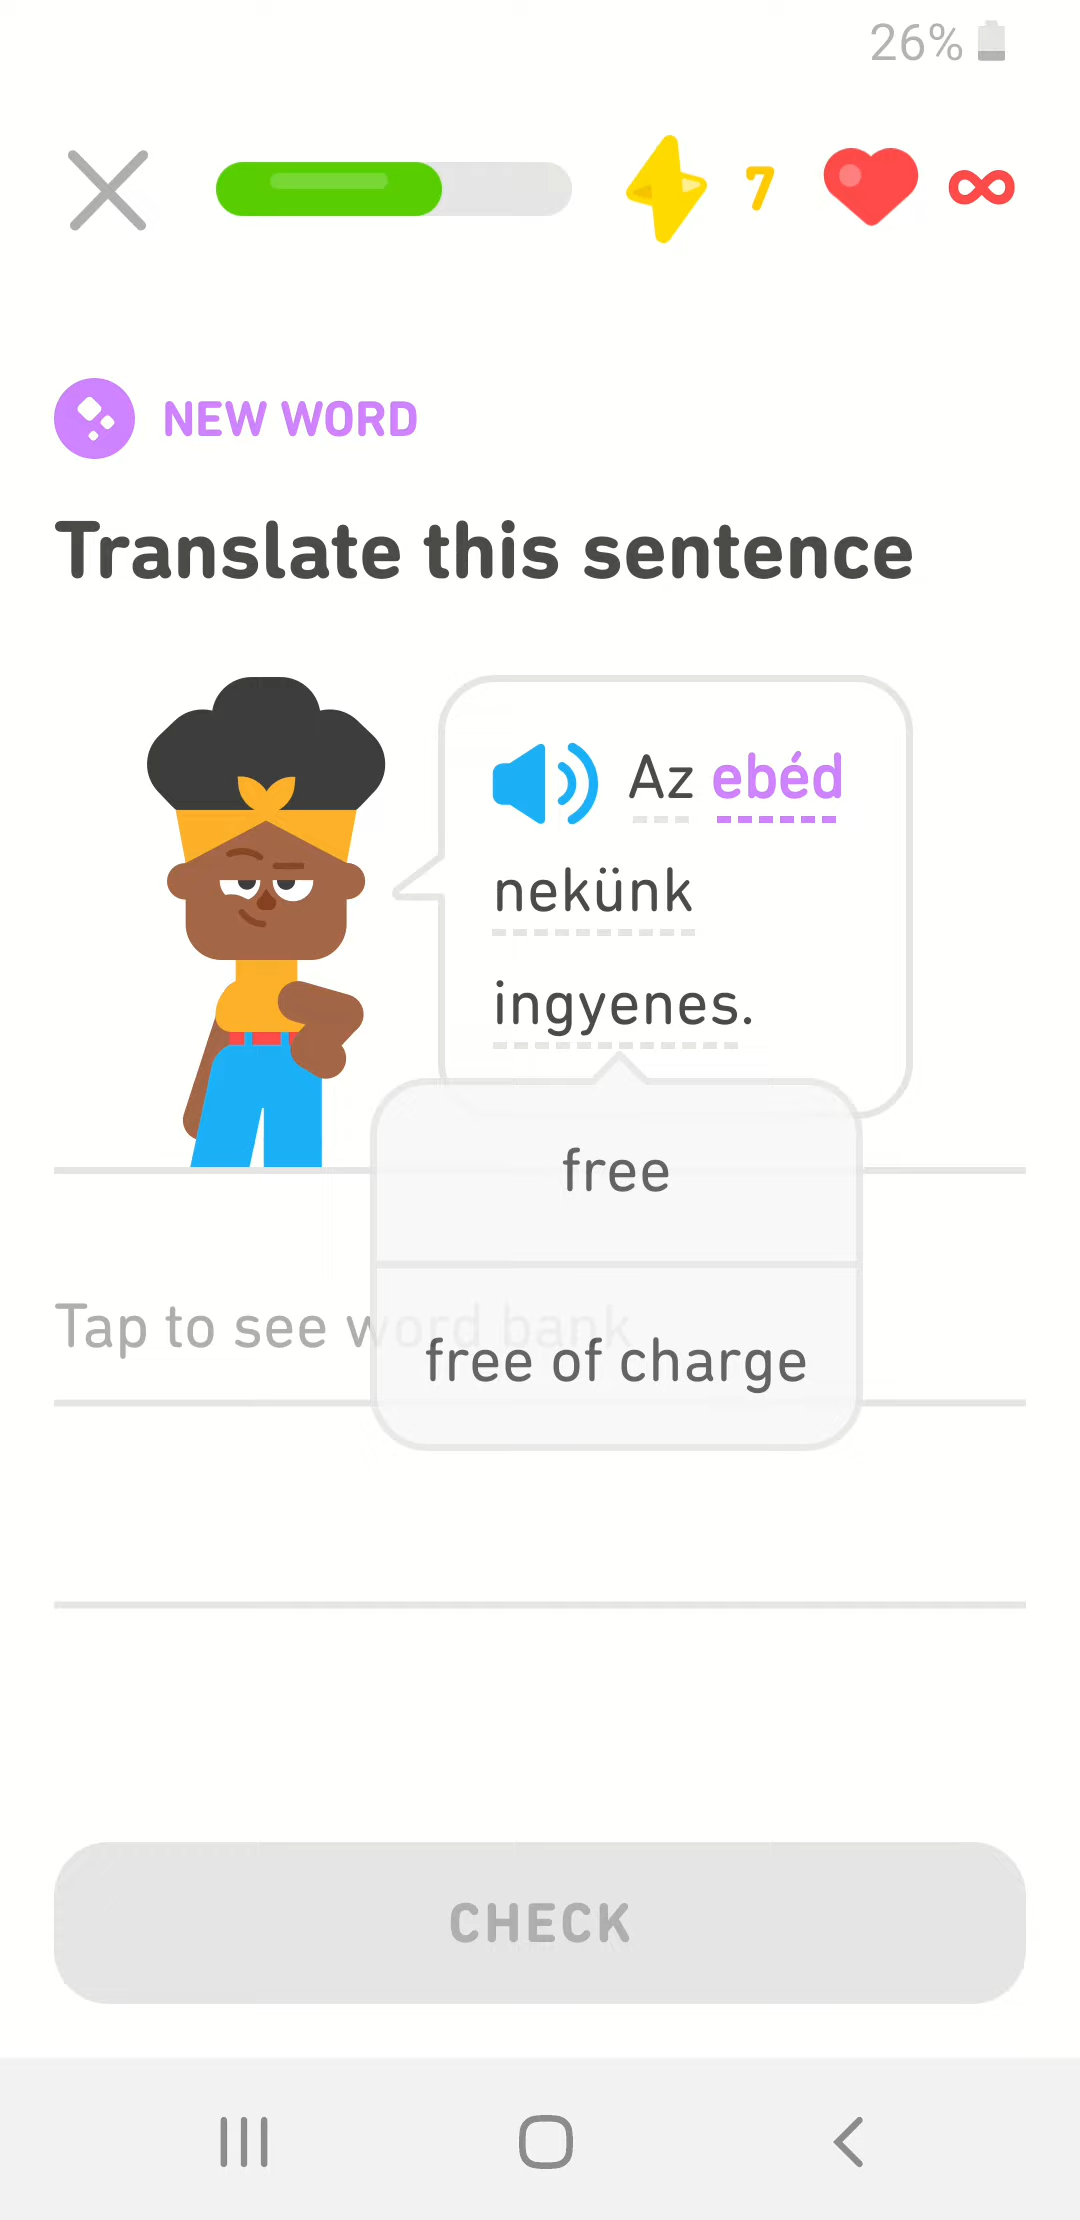 26%
7
NEW WORD
Translate this sentence
Az ebéd
nekünk
ingyenes.
free
Tap to see word bank
free of charge
CHECK